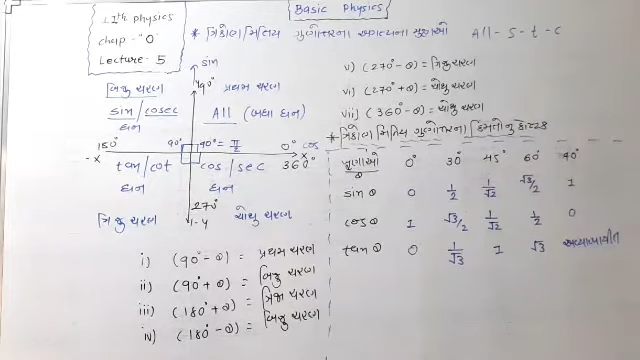 Basic Physics
11th Physics
chap - "0"
Lecture - 5
* ત્રિકોણમિતિય ગુણોત્તરના અગત્યના સુત્રો All - S - t - C
sin
y 90°
બિજુ ચરણ
sin / cosec
ધન
પ્રથમ ચરણ
All (બધા ધન)
180° 90° 90° = π/2 0° cos
-x x 360°
tan/cot
ધન
cos/sec
ધન
270°
-y
ત્રિજુ ચરણ ચોથુ ચરણ
i) (90° - θ) = પ્રથમ ચરણ
ii) (90° + θ) = બિજુ ચરણ
iii) (180° + θ) = ત્રિજા ચરણ
iv) (180° - θ) = બિજુ ચરણ
v) (270° - θ) = ત્રિજુ ચરણ
vi) (270° + θ) = ચોથુ ચરણ
vii) (360° - θ) = ચોથુ ચરણ
* ત્રિકોણમિતિય ગુણોત્તરના કિંમતોનુ કોષ્ટક
ખૂણાઓ θ 0° 30° 45° 60° 90°
sin θ 0 1/2 1/√2 √3/2 1
cos θ 1 √3/2 1/√2 1/2 0
tan θ 0 1/√3 1 √3 અવ્યાખ્યાયીત